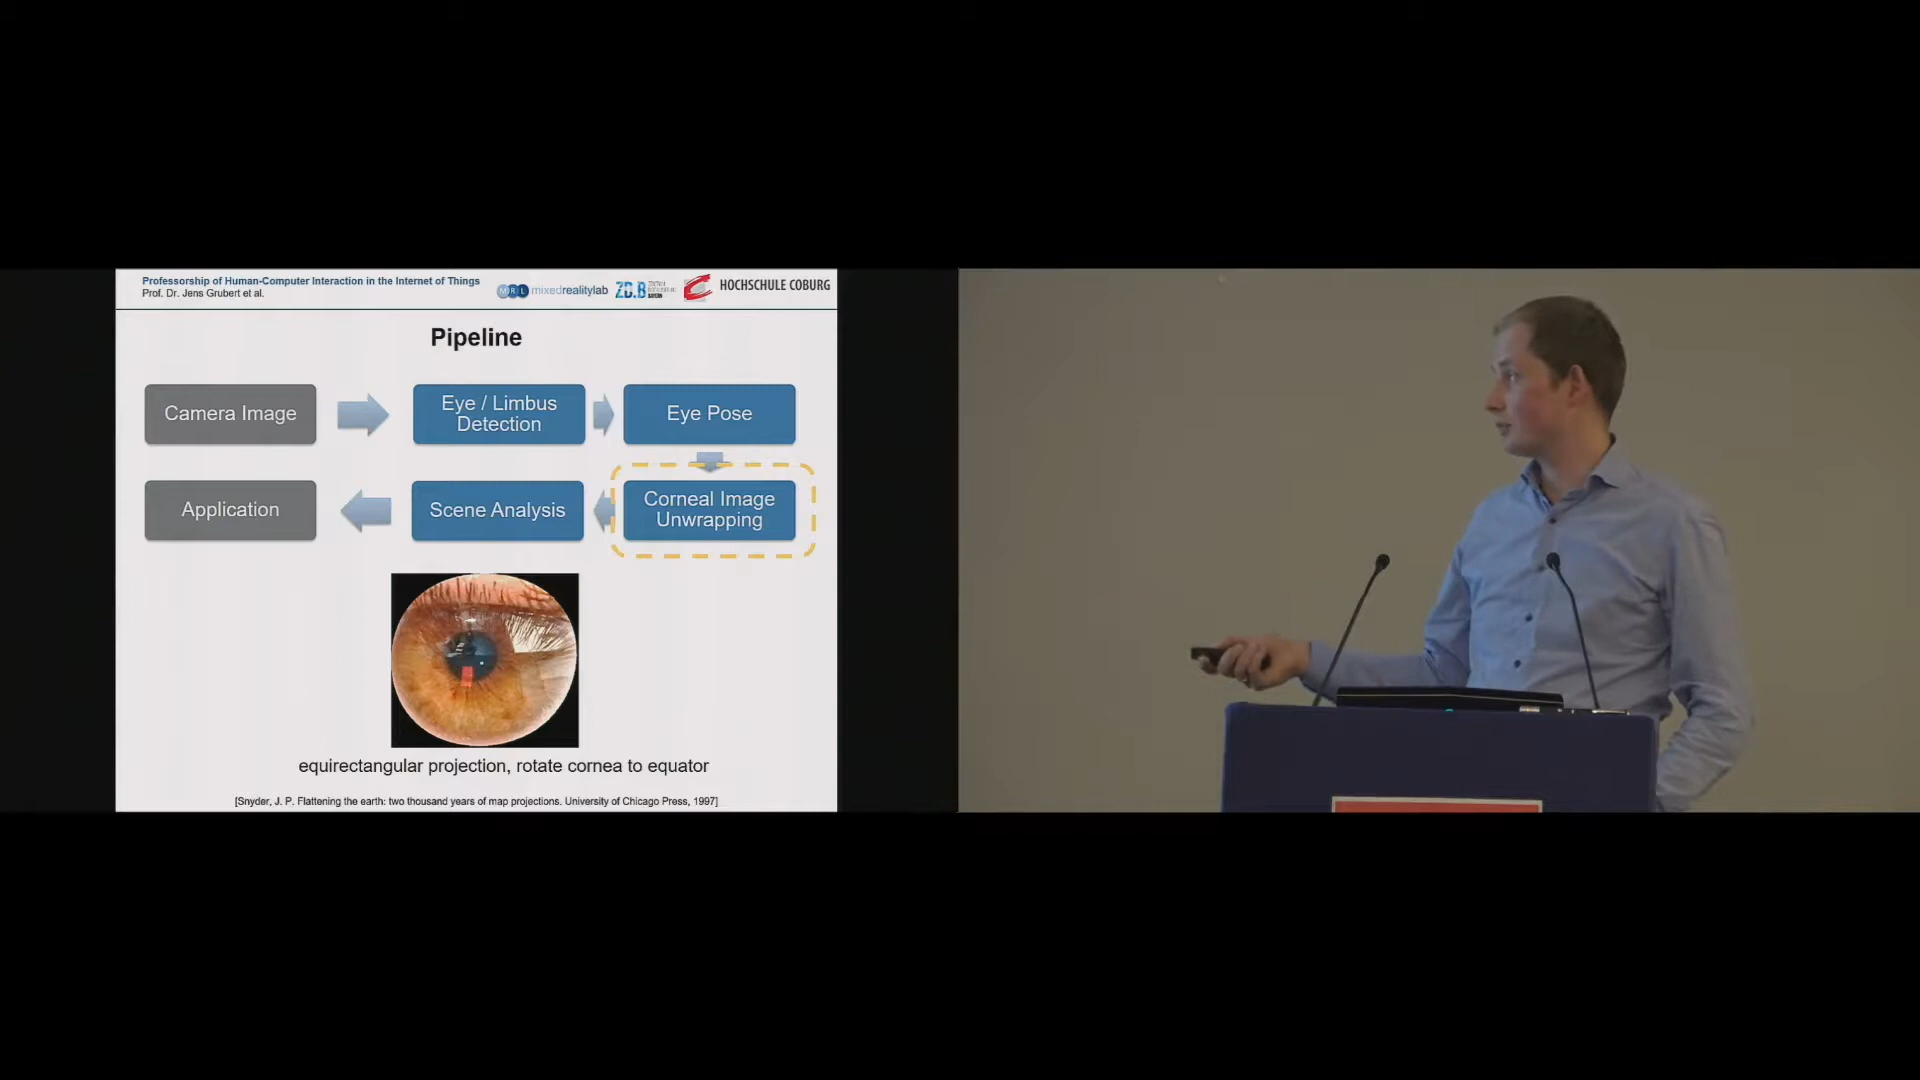 Professorship of Human-Computer Interaction in the Internet of Things
Prof. Dr. Jens Grubert et al.
MRL mixedrealitylab
ZD.B
HOCHSCHULE COBURG
Pipeline
Camera Image
Eye / Limbus
Detection
Eye Pose
Application
Scene Analysis
Corneal Image
Unwrapping
equirectangular projection, rotate cornea to equator
[Snyder, J. P. Flattening the earth: two thousand years of map projections. University of Chicago Press, 1997]